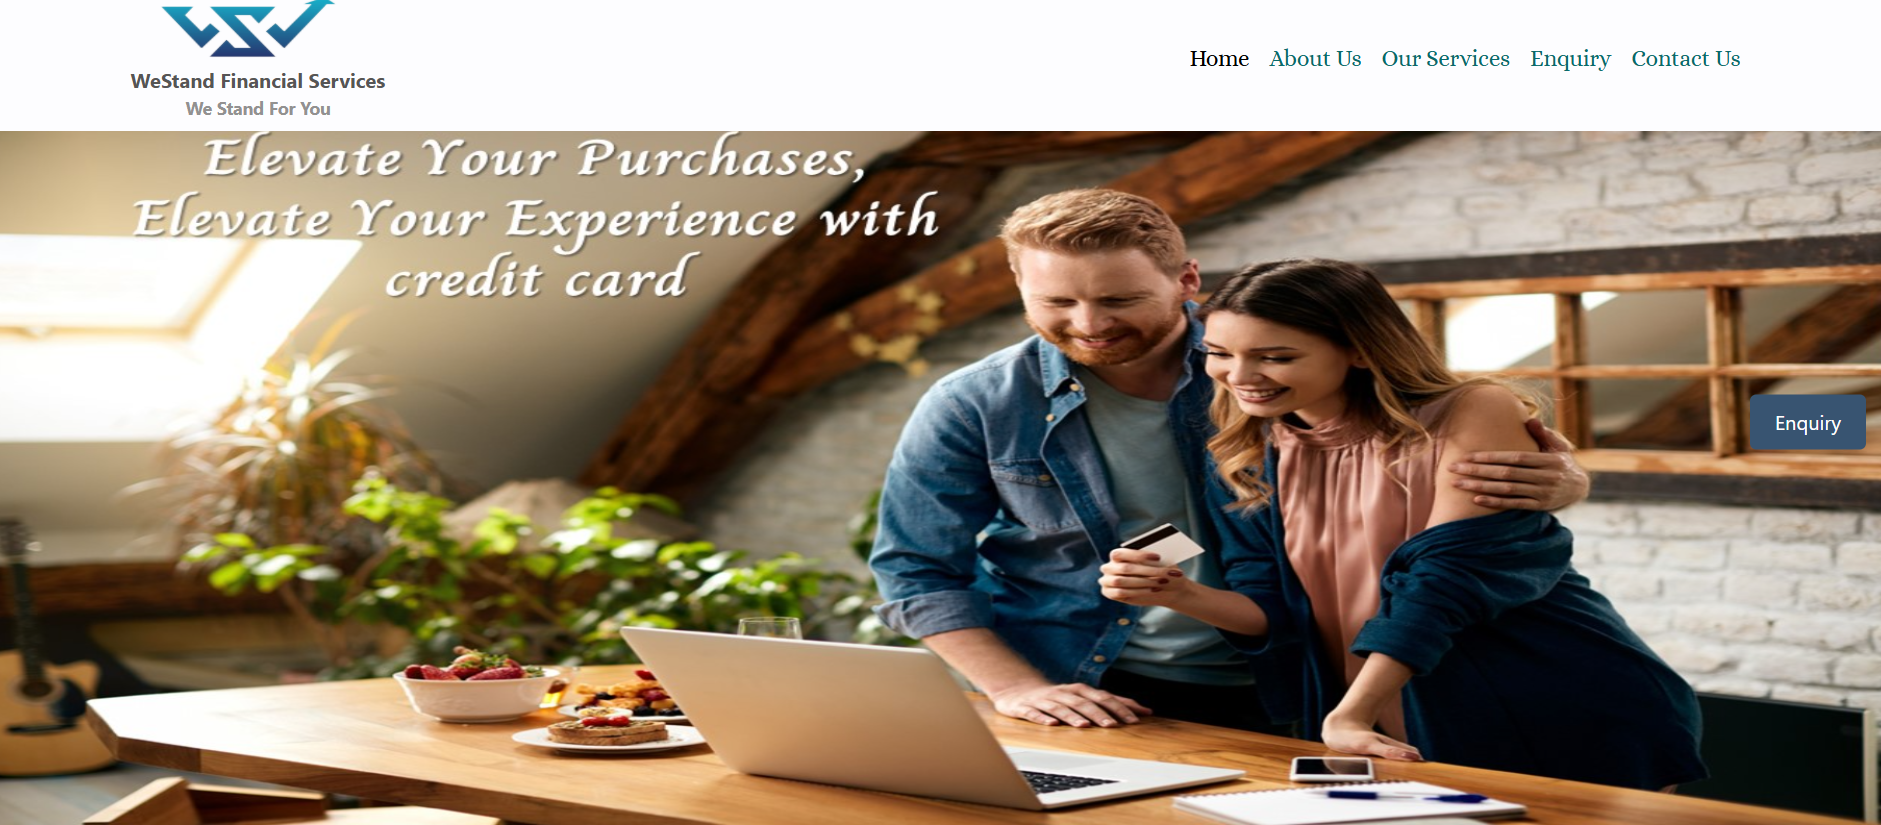 WeStand Financial Services
We Stand For You
Home About Us Our Services Enquiry Contact Us
Elevate Your Purchases,
Elevate Your Experience with
credit card
Enquiry